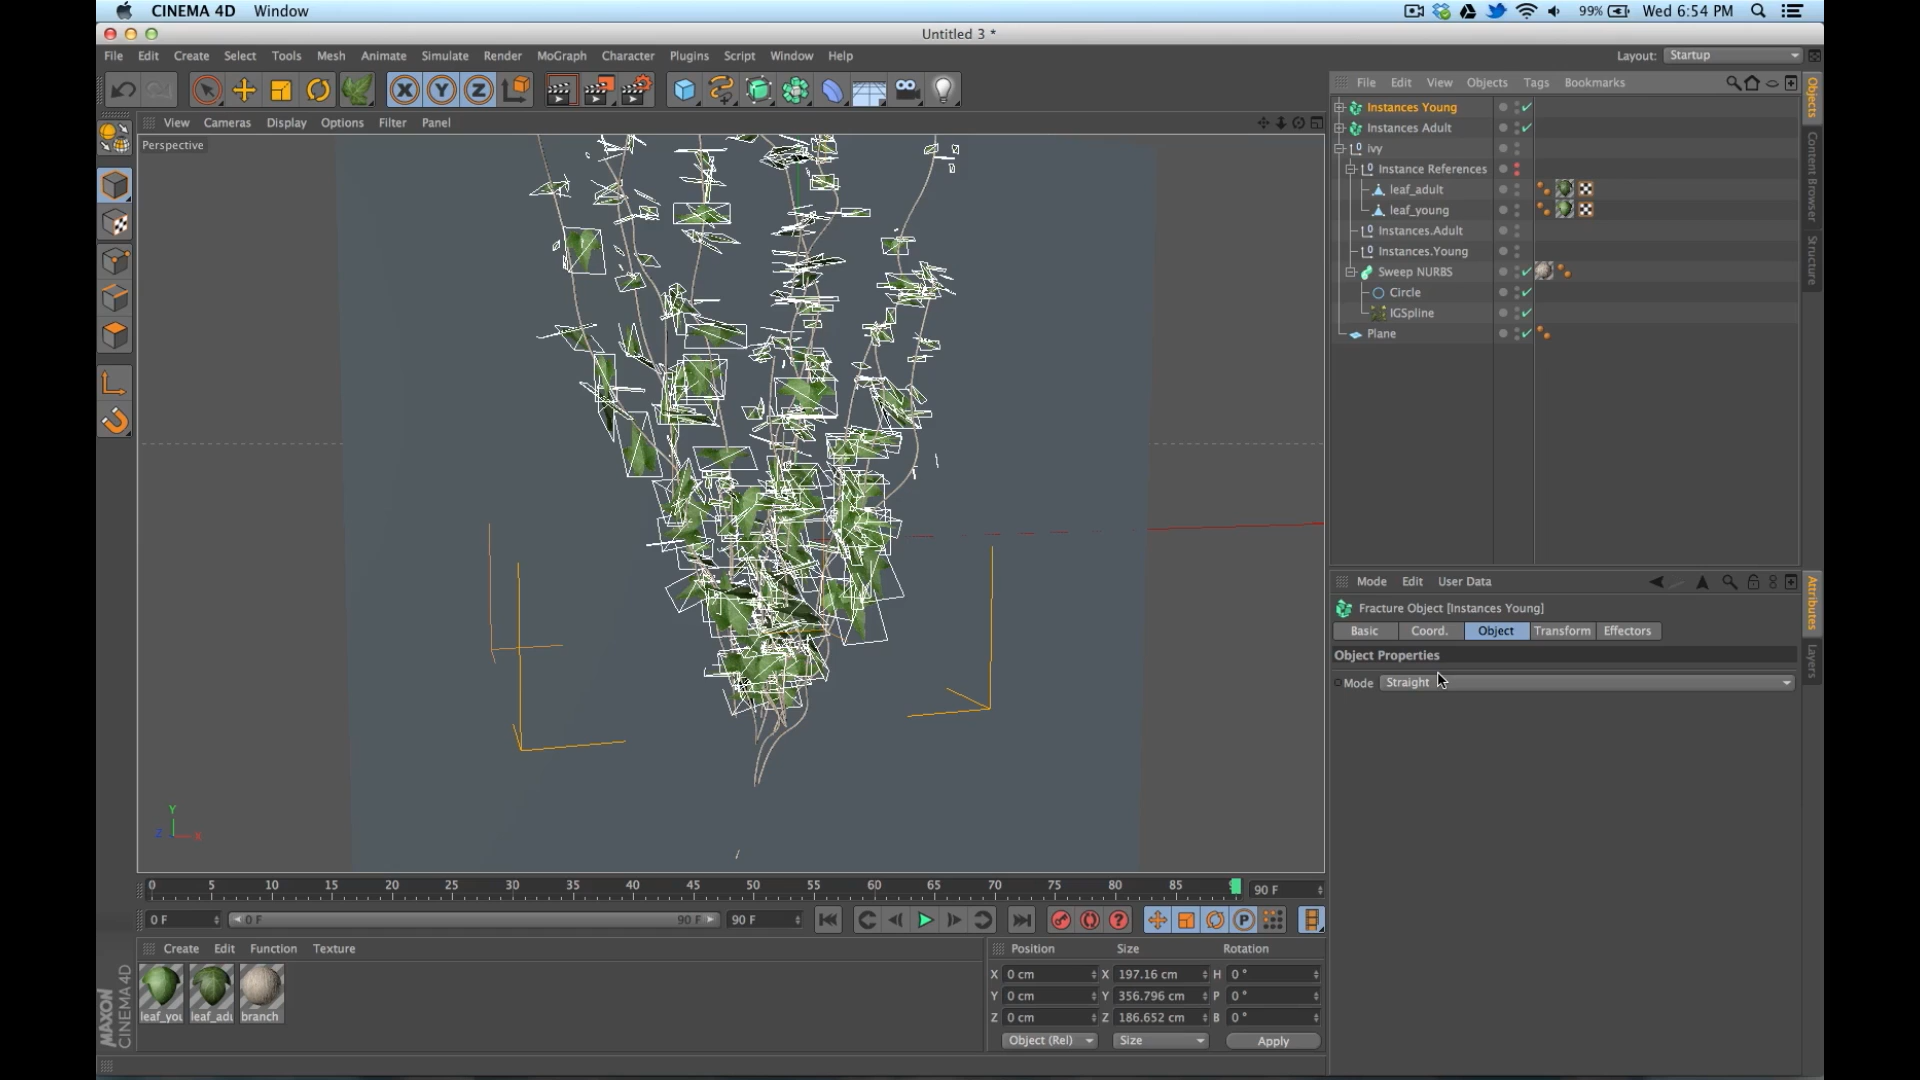 CINEMA 4D Window 99% Wed 6:54 PM
Untitled 3 *
File Edit Create Select Tools Mesh Animate Simulate Render MoGraph Character Plugins Script Window Help Layout: Startup
X Y Z
File Edit View Objects Tags Bookmarks
View Cameras Display Options Filter Panel
Perspective
Instances Young
Instances Adult
ivy
Instance References
leaf_adult
leaf_young
Instances.Adult
Instances.Young
Sweep NURBS
Circle
IGSpline
Plane
Objects
Content Browser
Structure
Mode Edit User Data
Fracture Object [Instances Young]
Basic Coord. Object Transform Effectors
Object Properties
Mode Straight
Attributes
Layers
Y
Z X
0 5 10 15 20 25 30 35 40 45 50 55 60 65 70 75 80 85 90 F
0 F 0 F 90 F 90 F
Create Edit Function Texture
leaf_you leaf_adu branch
MAXON
CINEMA 4D
Position Size Rotation
X 0 cm X 197.16 cm H 0 °
Y 0 cm Y 356.796 cm P 0 °
Z 0 cm Z 186.652 cm B 0 °
Object (Rel) Size Apply